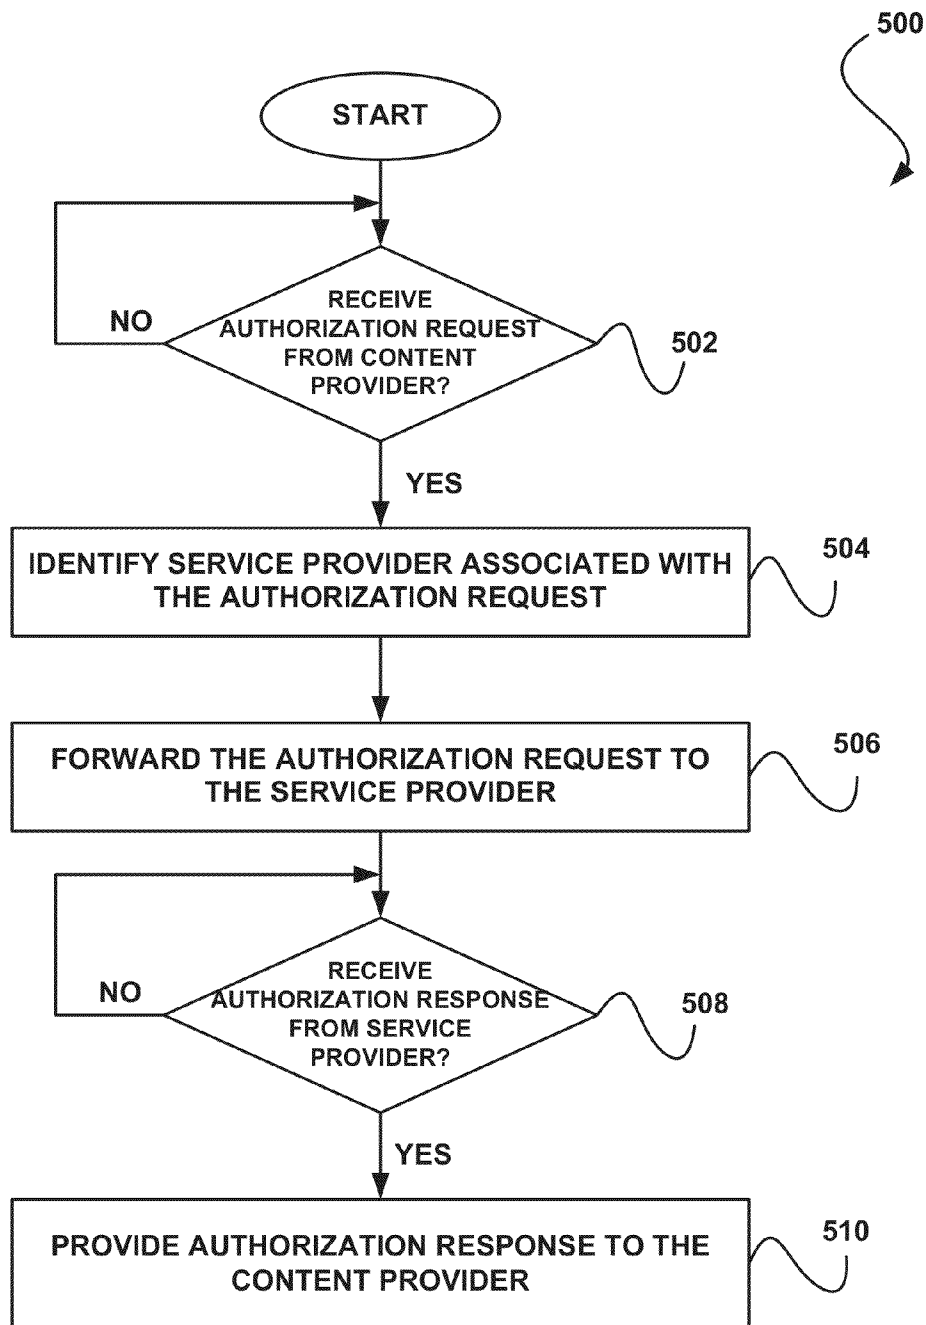 500
START
RECEIVE
AUTHORIZATION REQUEST
FROM CONTENT
PROVIDER?
NO
502
YES
IDENTIFY SERVICE PROVIDER ASSOCIATED WITH
THE AUTHORIZATION REQUEST
504
FORWARD THE AUTHORIZATION REQUEST TO
THE SERVICE PROVIDER
506
RECEIVE
AUTHORIZATION RESPONSE
FROM SERVICE
PROVIDER?
NO
508
YES
PROVIDE AUTHORIZATION RESPONSE TO THE
CONTENT PROVIDER
510